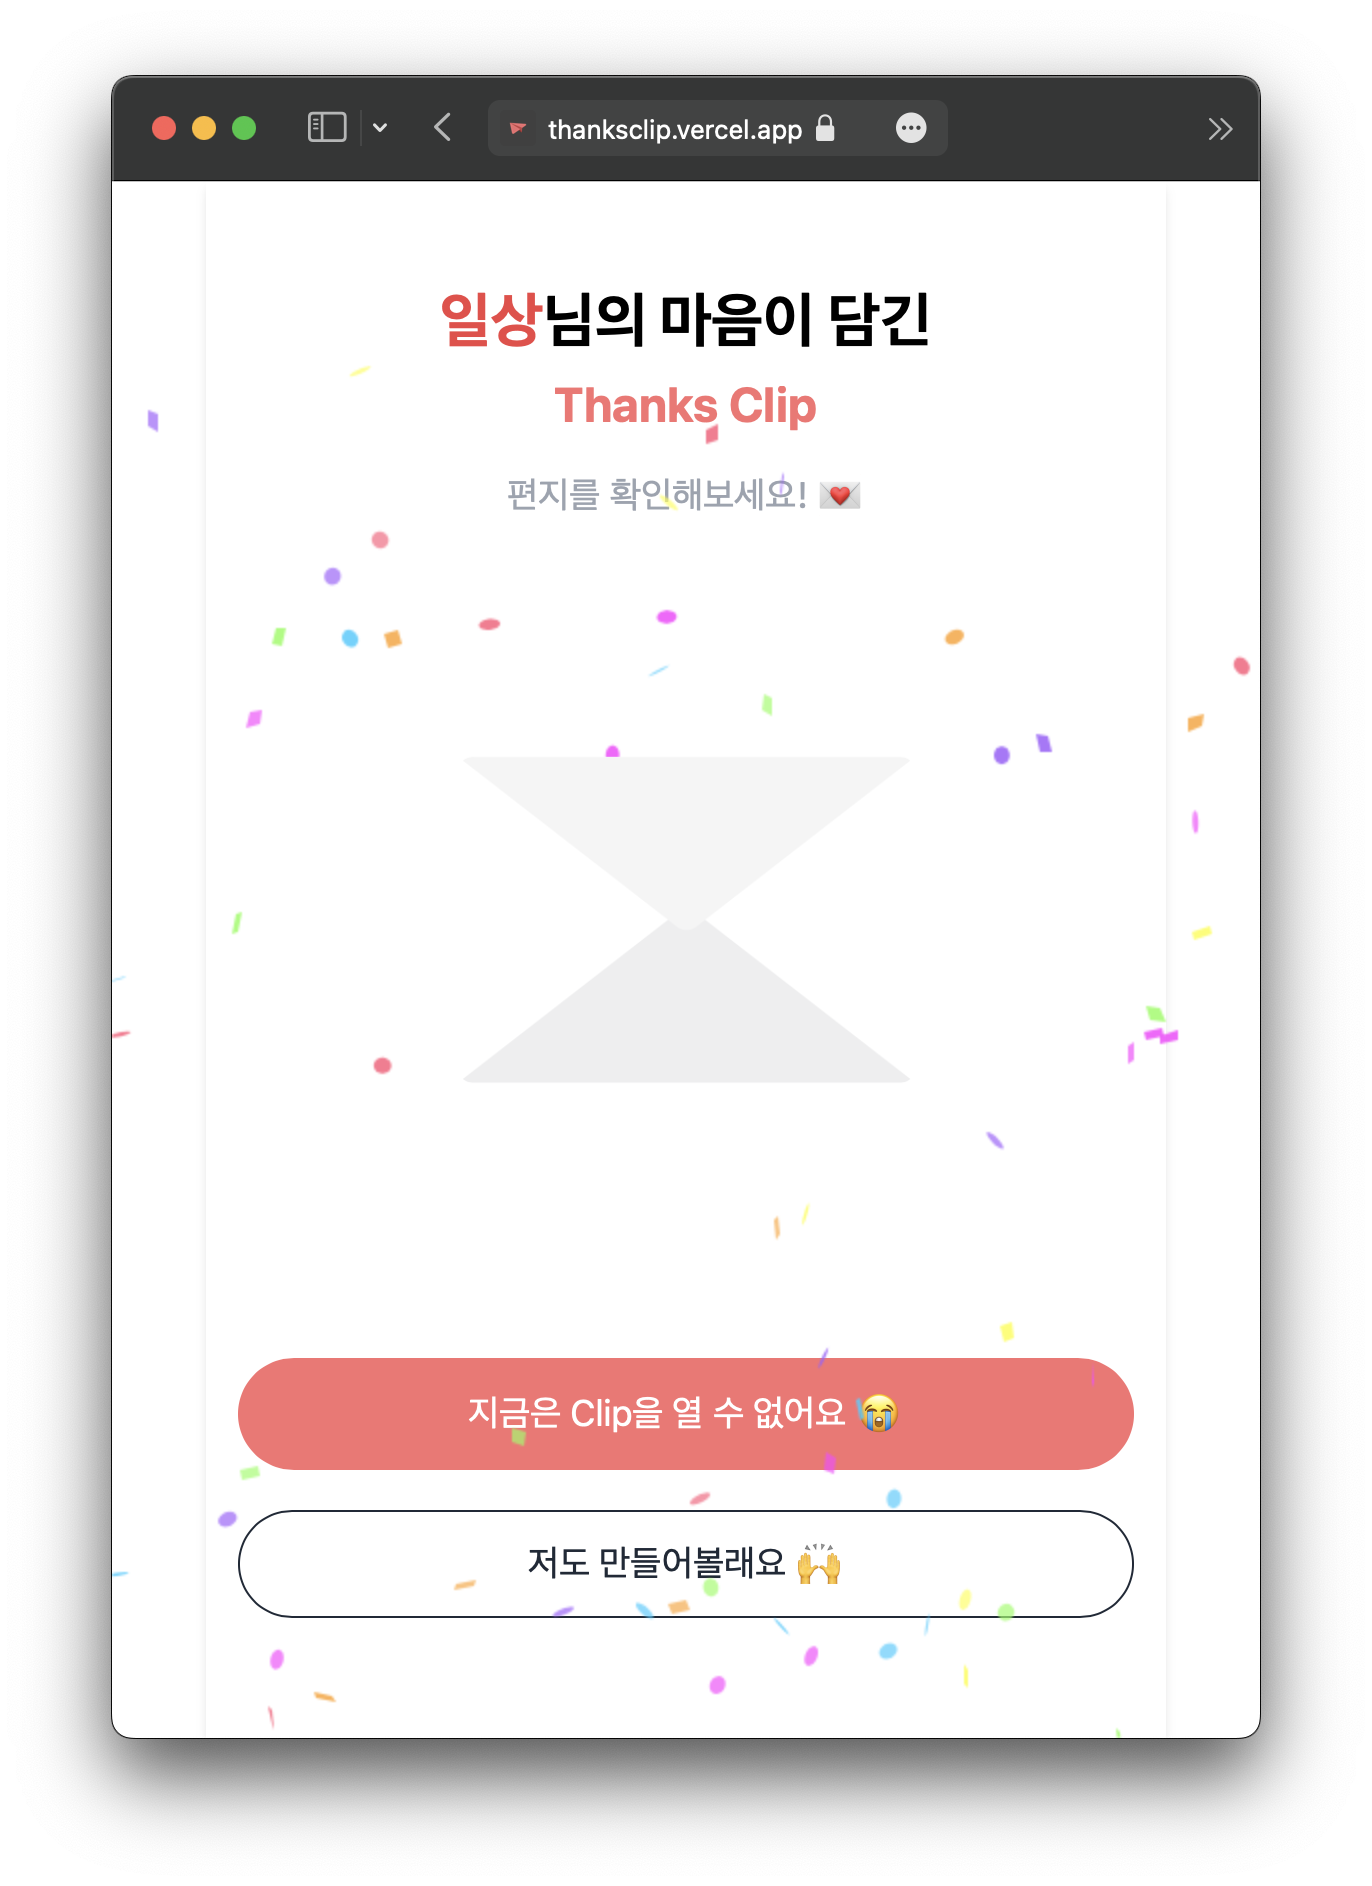 thanksclip.vercel.app
일상님의 마음이 담긴
Thanks Clip
편지를 확인해보세요! 💌
지금은 Clip을 열 수 없어요 😭
저도 만들어볼래요 🙌